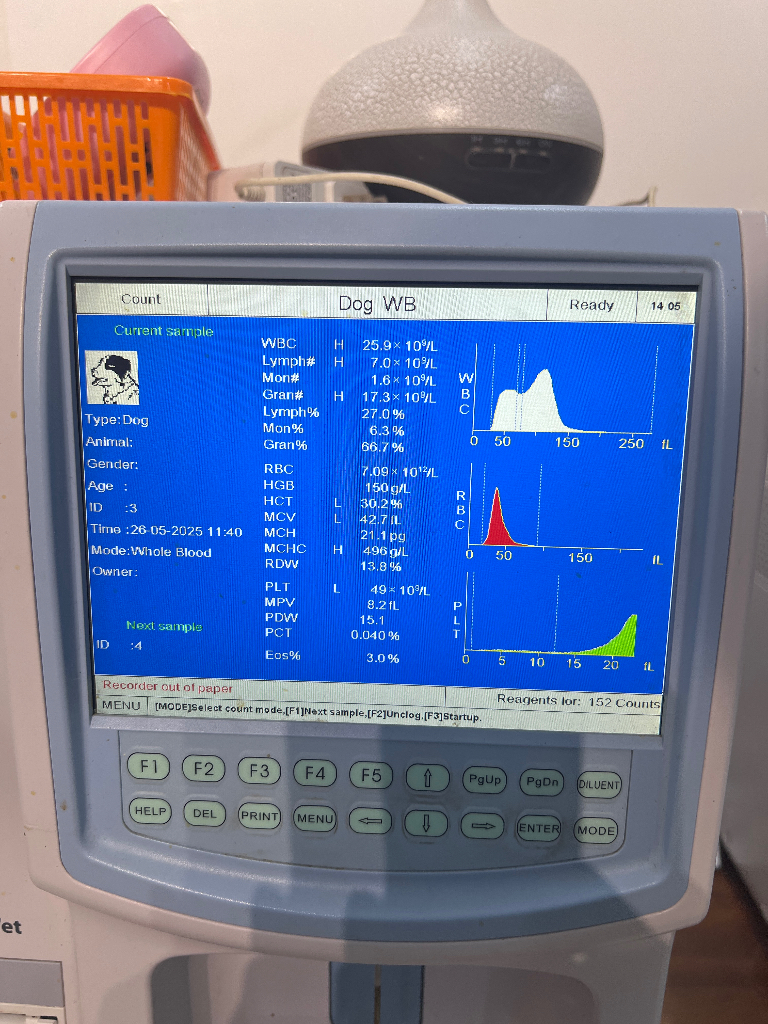 Count Dog WB Ready 14 05
Current sample
Type:Dog
Animal:
Gender:
Age :
ID :3
Time :26-05-2025 11:40
Mode:Whole Blood
Owner:
Next sample
ID :4
WBC H 25.9 × 10⁹/L
Lymph# H 7.0 × 10⁹/L
Mon# 1.6 × 10⁹/L
Gran# H 17.3 × 10⁹/L
Lymph% 27.0 %
Mon% 6.3 %
Gran% 66.7 %
RBC 7.09 × 10¹²/L
HGB 150 g/L
HCT L 30.2 %
MCV L 42.7 fL
MCH 21.1 pg
MCHC H 496 g/L
RDW 13.8 %
PLT L 49 × 10⁹/L
MPV 8.2 fL
PDW 15.1
PCT 0.040 %
Eos% 3.0 %
WBC
0 50 150 250 fL
RBC
0 50 150 fL
PLT
0 5 10 15 20 fL
Recorder out of paper
Reagents for: 152 Counts
MENU [MODE]Select count mode,[F1]Next sample,[F2]Unclog,[F3]Startup.
F1 F2 F3 F4 F5 ⇧ PgUp PgDn DILUENT
HELP DEL PRINT MENU ⇦ ⇩ ⇨ ENTER MODE
et